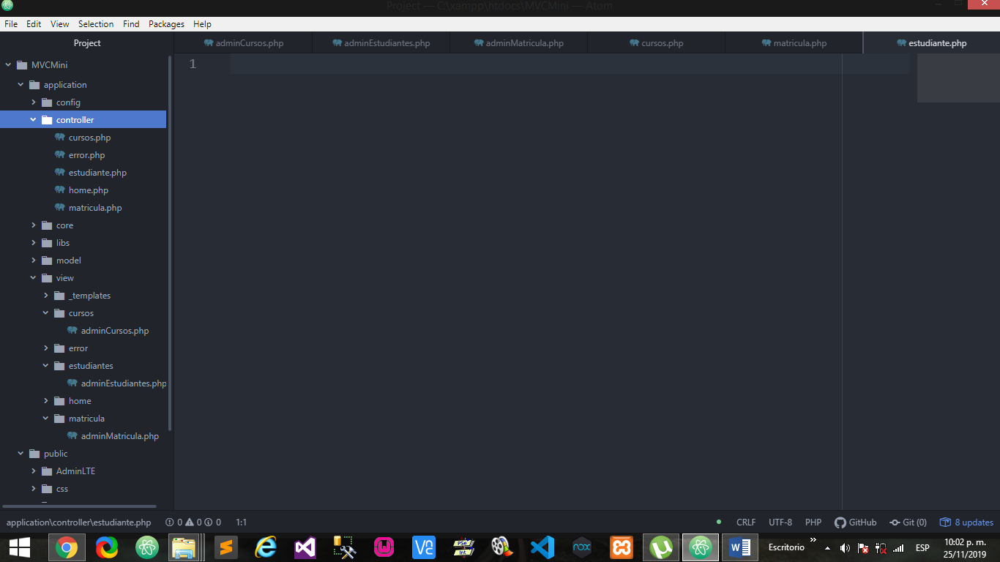 Project — C:\xampp\htdocs\MVCMini — Atom
File Edit View Selection Find Packages Help
Project
adminCursos.php adminEstudiantes.php adminMatricula.php cursos.php matricula.php estudiante.php
1
MVCMini
application
config
controller
cursos.php
error.php
estudiante.php
home.php
matricula.php
core
libs
model
view
_templates
cursos
adminCursos.php
error
estudiantes
adminEstudiantes.php
home
matricula
adminMatricula.php
public
AdminLTE
css
application\controller\estudiante.php 0 0 0 1:1 CRLF UTF-8 PHP GitHub Git (0) 8 updates
PSe
Int
nox
Escritorio » ESP 10:02 p. m.
25/11/2019